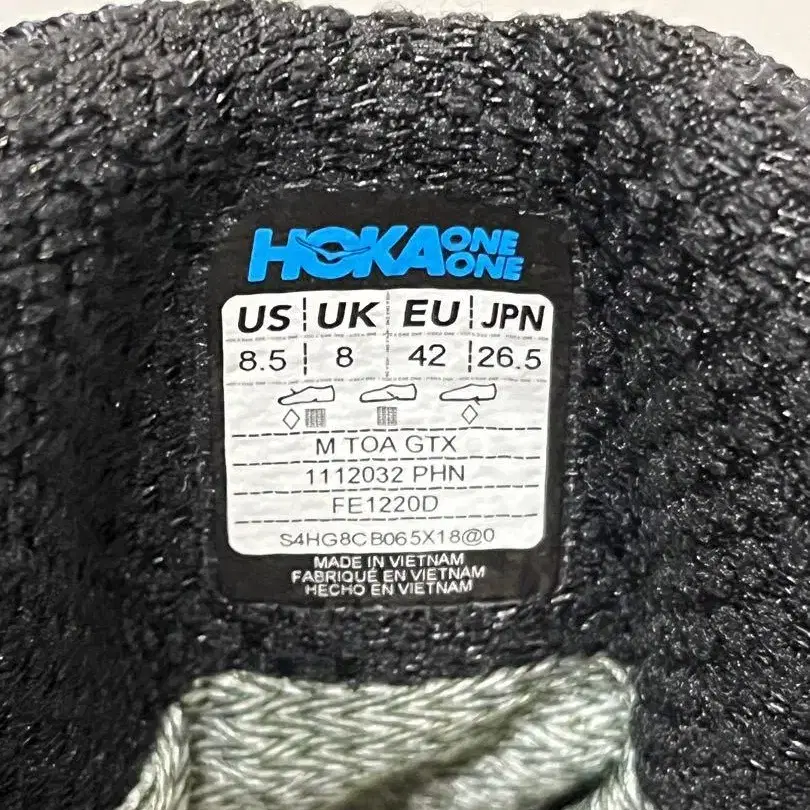 HOKA ONE ONE
US UK EU JPN
8.5 8 42 26.5
M TOA GTX
1112032 PHN
FE1220D
S4HG8CB065X18@0
MADE IN VIETNAM
FABRIQUÉ EN VIETNAM
HECHO EN VIETNAM